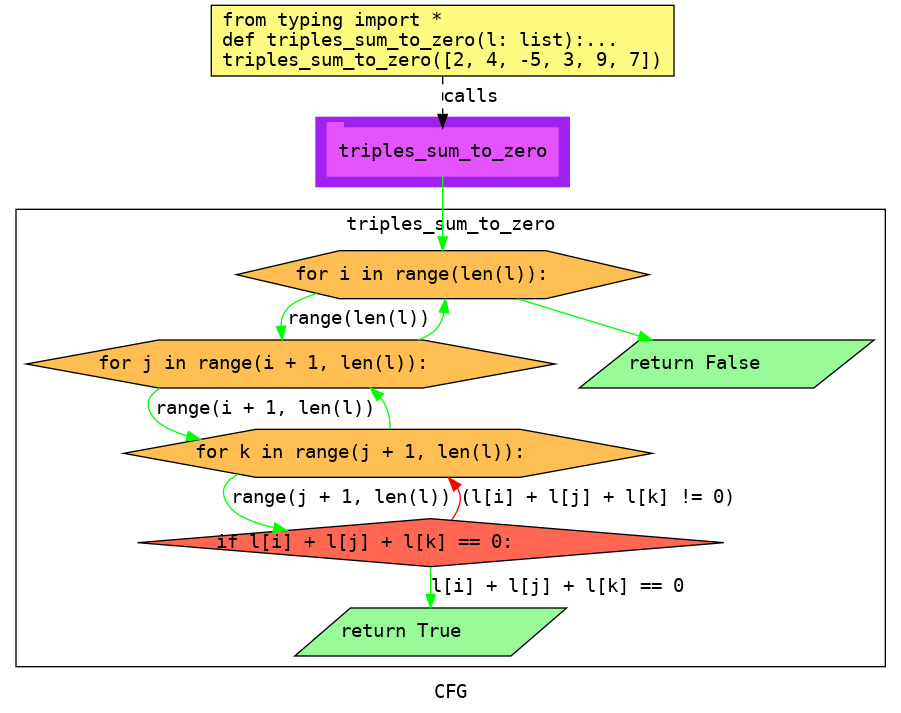 from typing import *
def triples_sum_to_zero(l: list):...
triples_sum_to_zero([2, 4, -5, 3, 9, 7])
calls
triples_sum_to_zero
triples_sum_to_zero
for i in range(len(l)):
range(len(l))
for j in range(i + 1, len(l)):
return False
range(i + 1, len(l))
for k in range(j + 1, len(l)):
range(j + 1, len(l))
(l[i] + l[j] + l[k] != 0)
if l[i] + l[j] + l[k] == 0:
l[i] + l[j] + l[k] == 0
return True
CFG